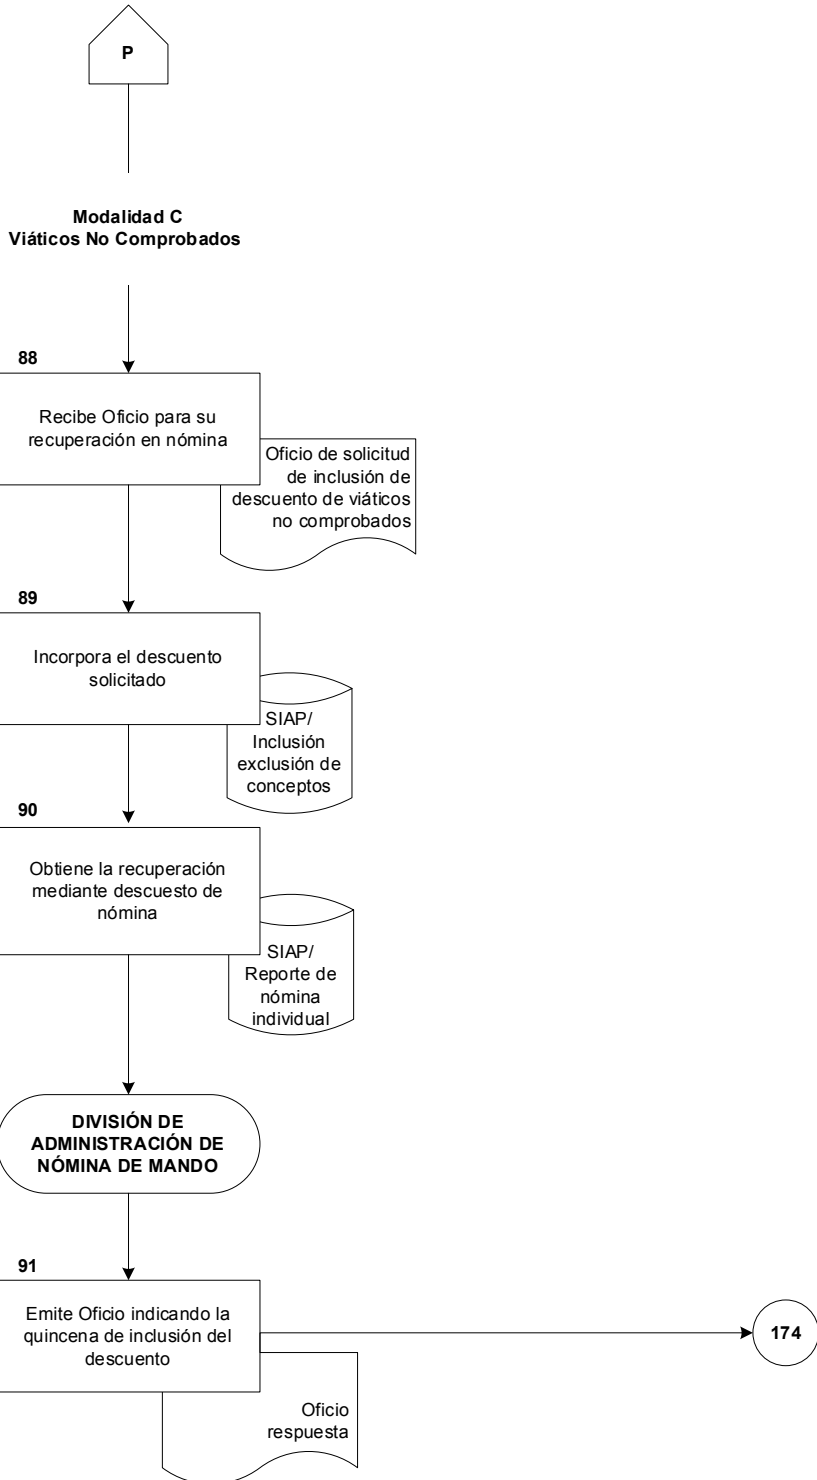 P
Modalidad C
Viáticos No Comprobados
88
Recibe Oficio para su
recuperación en nómina
Oficio de solicitud
de inclusión de
descuento de viáticos
no comprobados
89
Incorpora el descuento
solicitado
SIAP/
Inclusión
exclusión de
conceptos
90
Obtiene la recuperación
mediante descuesto de
nómina
SIAP/
Reporte de
nómina
individual
DIVISIÓN DE
ADMINISTRACIÓN DE
NÓMINA DE MANDO
91
Emite Oficio indicando la
quincena de inclusión del
descuento
174
Oficio
respuesta